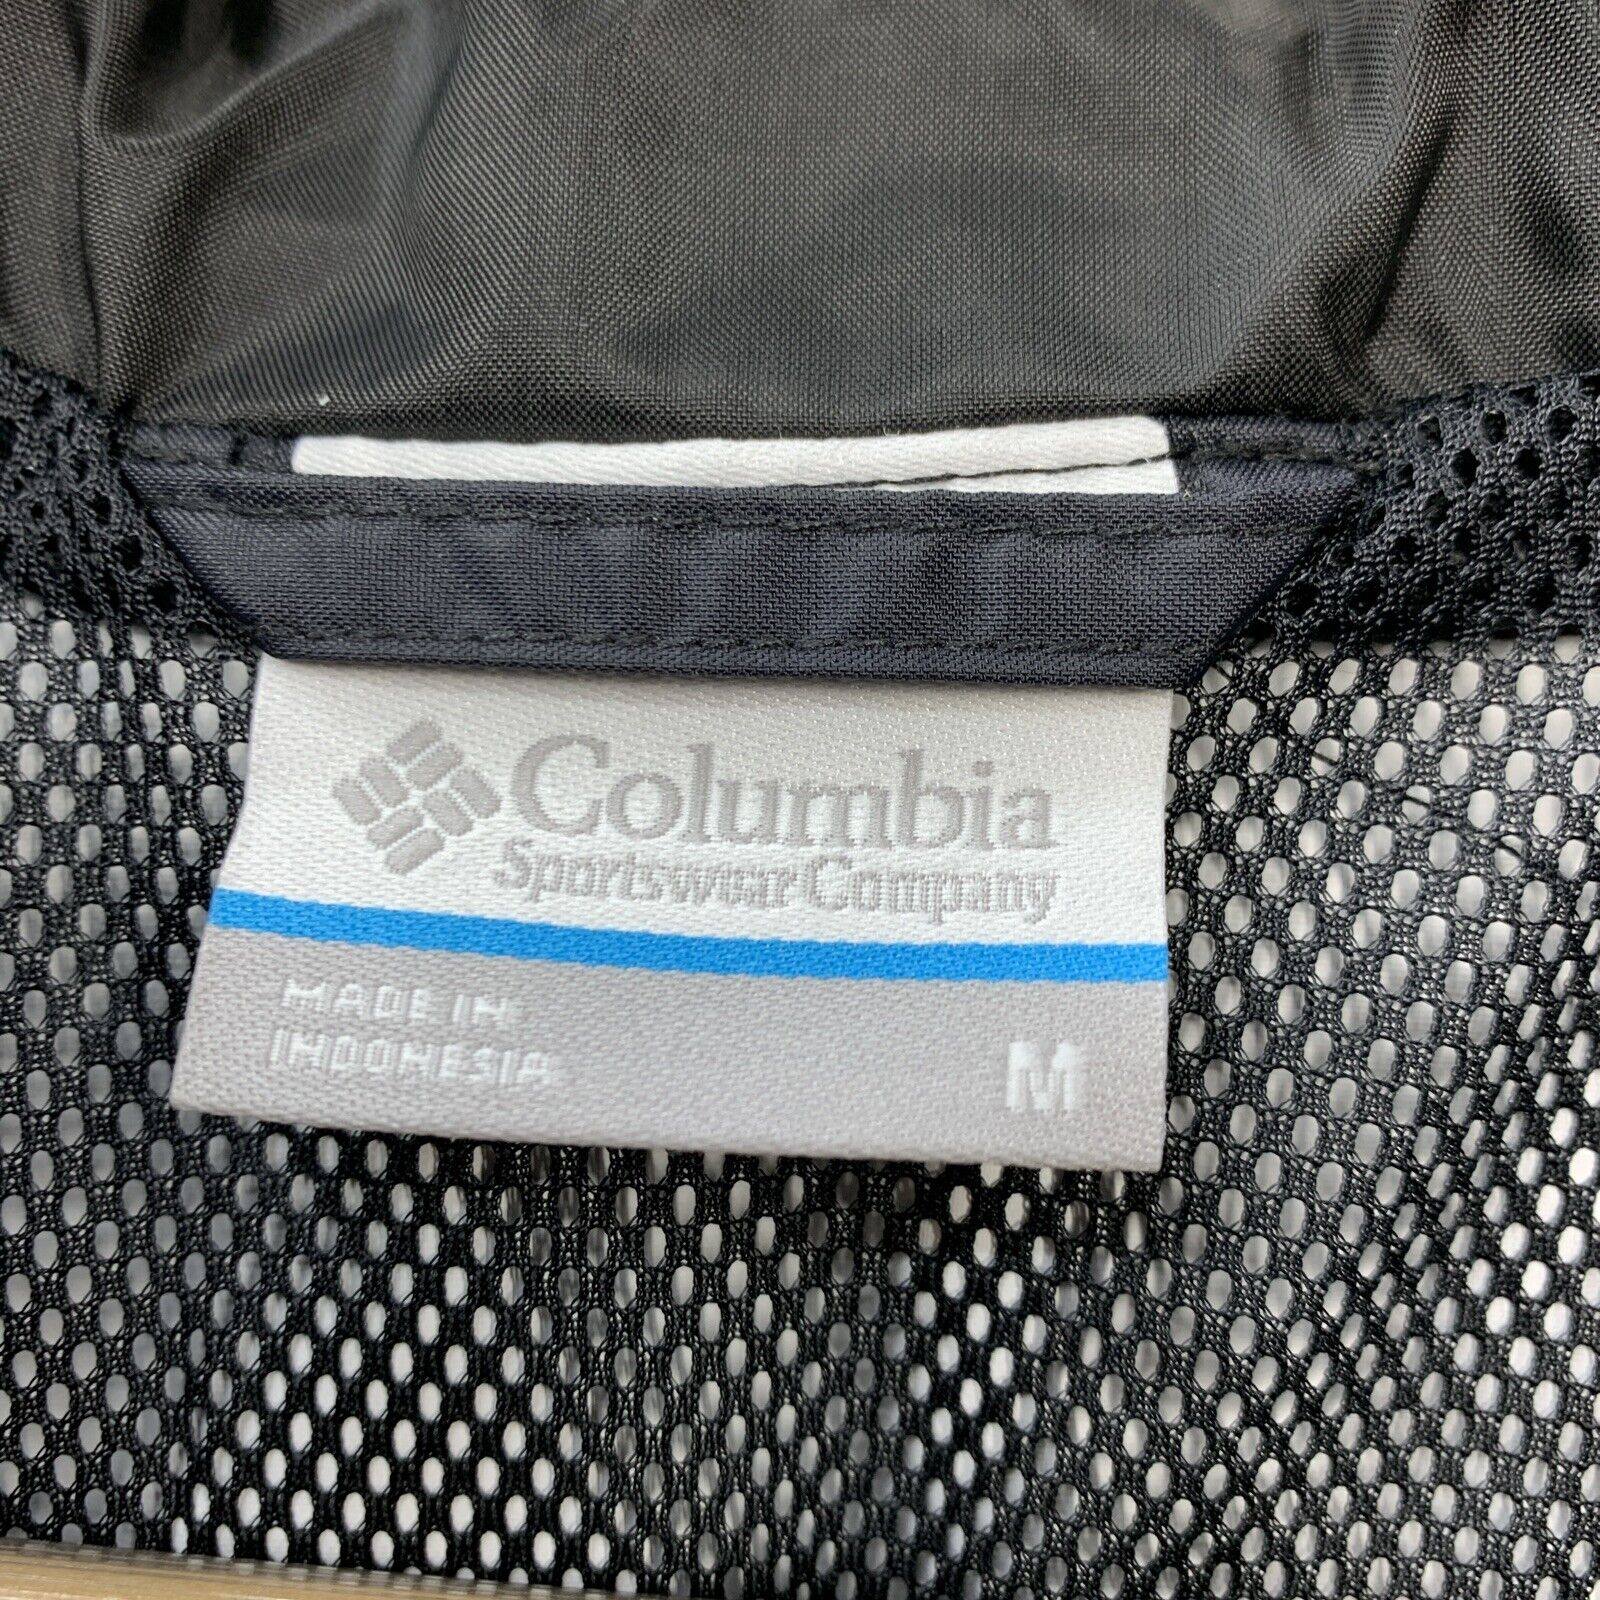 Columbia
Sportswear Company
MADE IN
INDONESIA
M